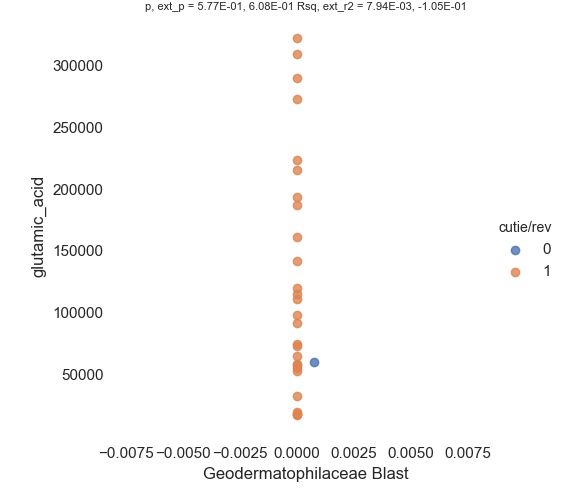 p, ext_p = 5.77E-01, 6.08E-01 Rsq, ext_r2 = 7.94E-03, -1.05E-01
300000
250000
200000
150000
100000
50000
glutamic_acid
−0.0075 −0.0050 −0.0025 0.0000 0.0025 0.0050 0.0075
Geodermatophilaceae Blast
cutie/rev
0
1